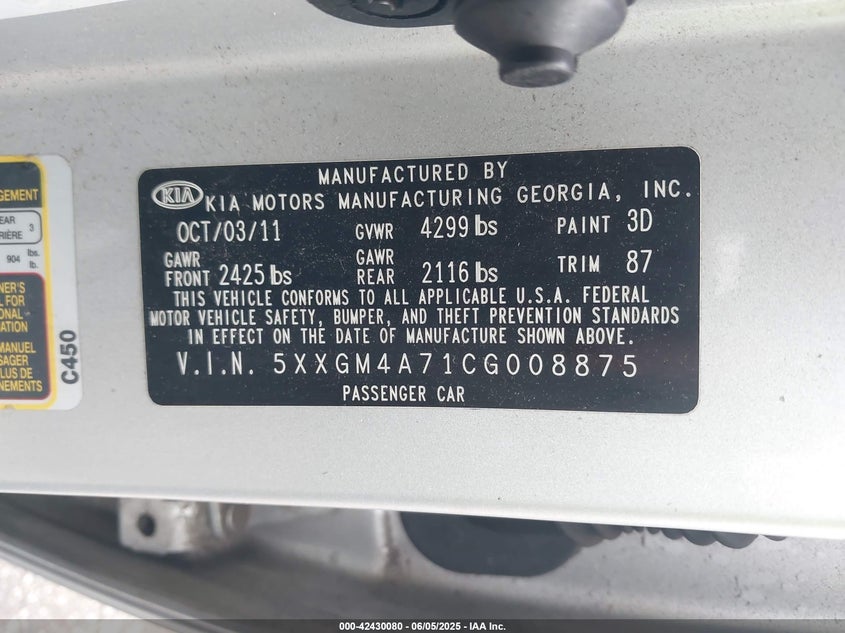 MANUFACTURED BY
KIA KIA MOTORS MANUFACTURING GEORGIA, INC.
OCT/03/11 GVWR 4299 lbs PAINT 3D
GAWR FRONT 2425 lbs GAWR REAR 2116 lbs TRIM 87
THIS VEHICLE CONFORMS TO ALL APPLICABLE U.S.A. FEDERAL
MOTOR VEHICLE SAFETY, BUMPER, AND THEFT PREVENTION STANDARDS
IN EFFECT ON THE DATE OF MANUFACTURE SHOWN ABOVE.
V.I.N. 5XXGM4A71CG008875
PASSENGER CAR
GEMENT
EAR
RIÈRE 3
904 lbs.
lb.
NER'S
L FOR
ONAL
ATION
MANUEL
SAGER
PLUS DE
NEMENTS
C450
000-42430080 - 06/05/2025 - IAA Inc.